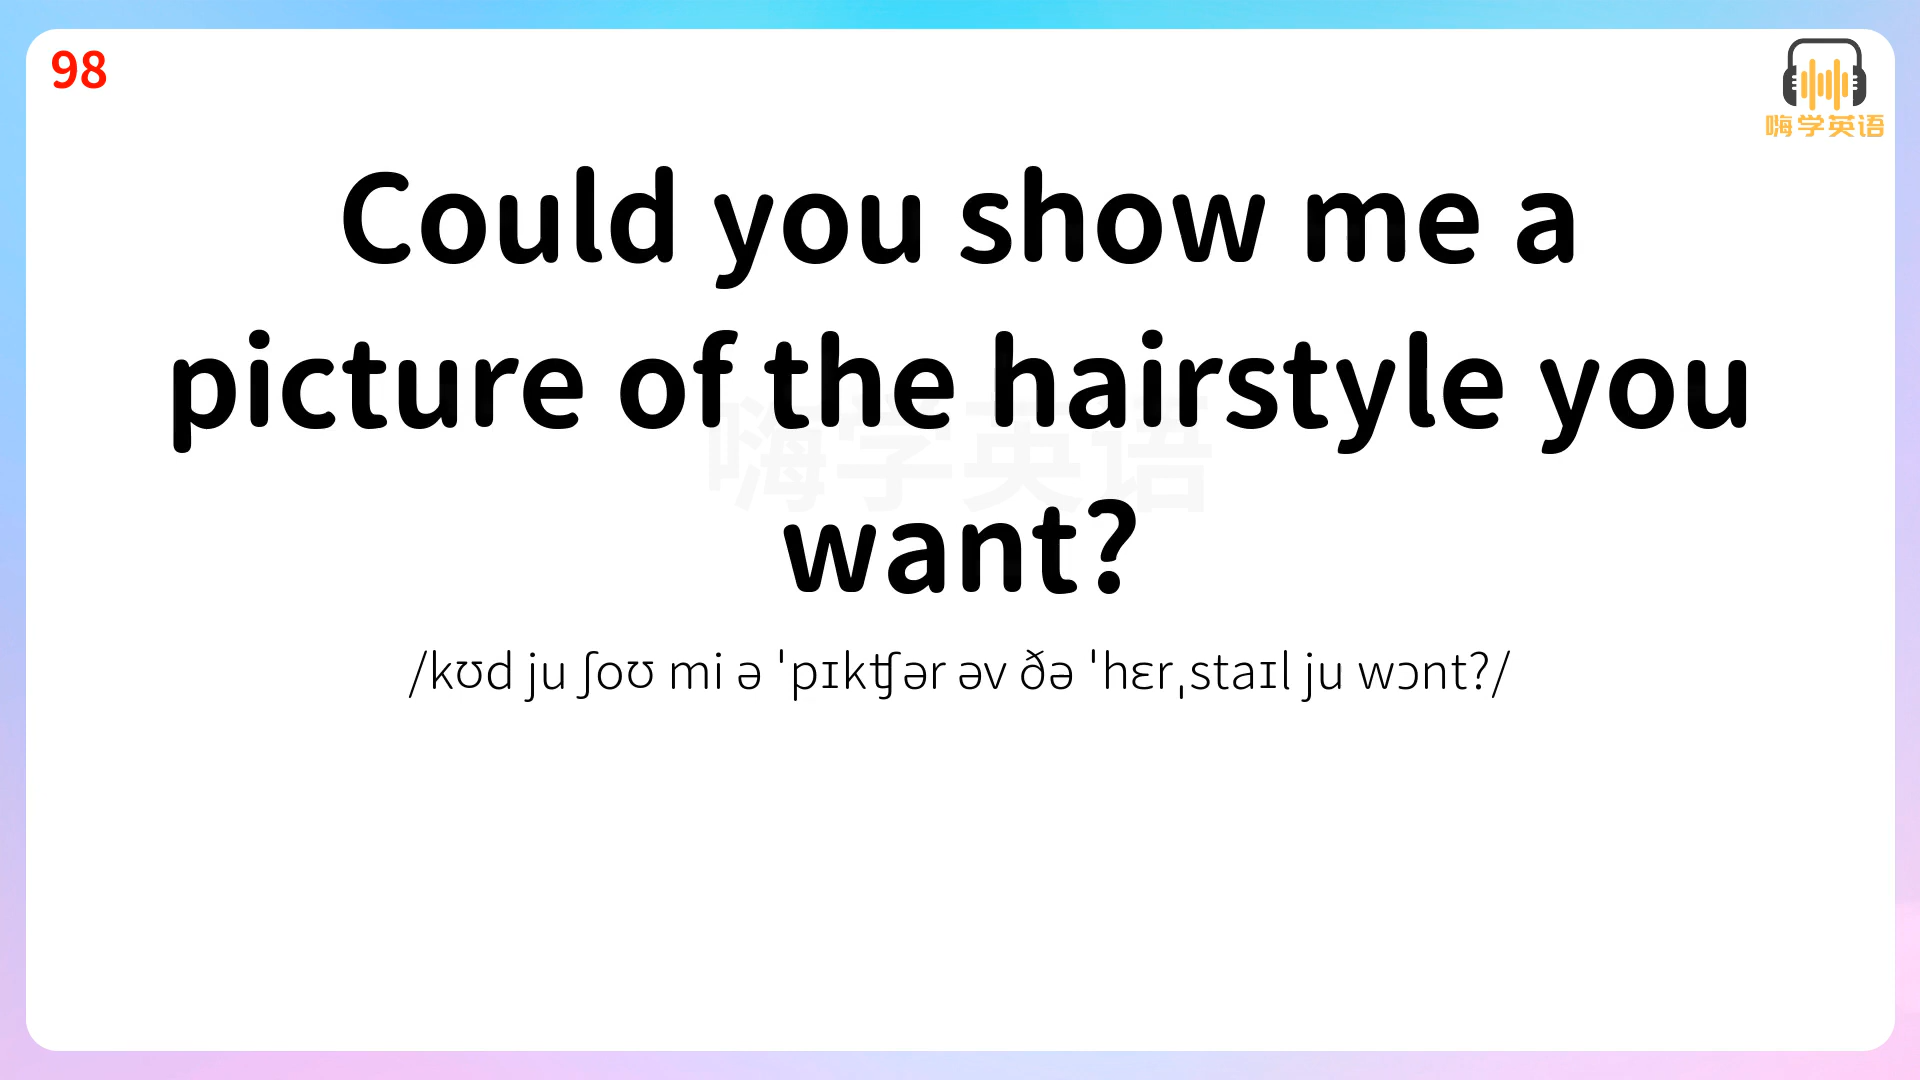 98
嗨学英语
Could you show me a
picture of the hairstyle you
嗨学英语
want?
/kʊd ju ʃoʊ mi ə ˈpɪkʧər əv ðə ˈhɛrˌstaɪl ju wɔnt?/